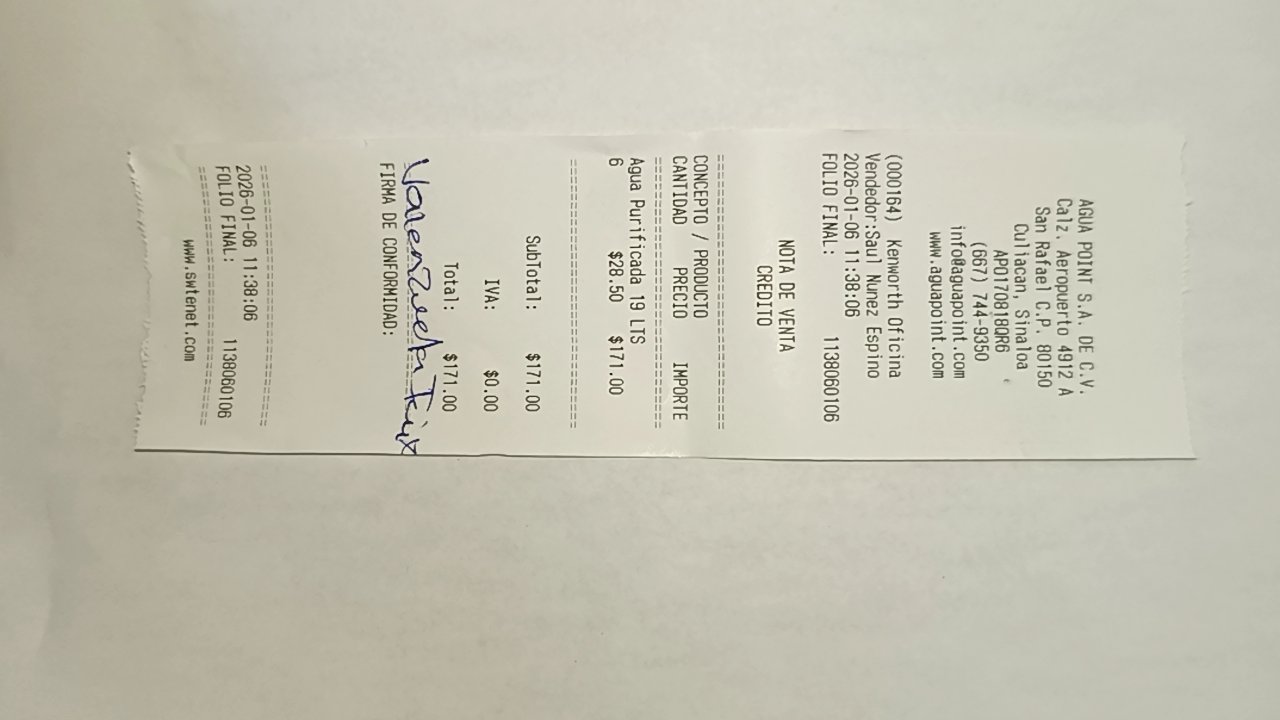 AGUA POINT S.A. DE C.V.
Calz. Aeropuerto 4912 A
San Rafael C.P. 80150
Culiacan, Sinaloa
APO170818QR6
(667) 744-9350
info@aguapoint.com
www.aguapoint.com
(000164) Kenworth Oficina
Vendedor:Saul Nunez Espino
2026-01-06 11:38:06
FOLIO FINAL: 1138060106
NOTA DE VENTA
CREDITO
CONCEPTO / PRODUCTO
CANTIDAD PRECIO IMPORTE
Agua Purificada 19 LTS
6 $28.50 $171.00
SubTotal: $171.00
IVA: $0.00
Total: $171.00
FIRMA DE CONFORMIDAD:
2026-01-06 11:38:06
FOLIO FINAL: 1138060106
www.swtenet.com